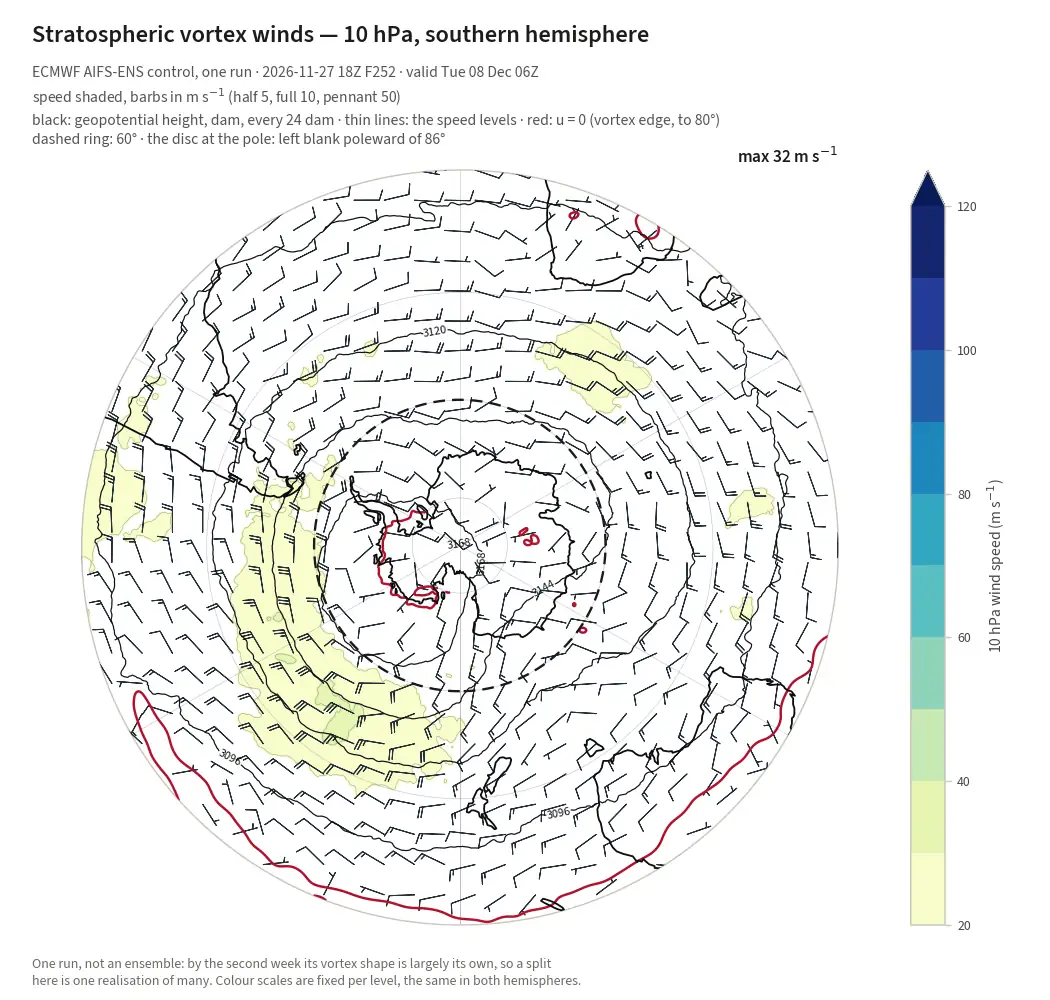 Stratospheric vortex winds — 10 hPa, southern hemisphere
ECMWF AIFS-ENS control, one run · 2026-11-27 18Z F252 · valid Tue 08 Dec 06Z
speed shaded, barbs in m s⁻¹ (half 5, full 10, pennant 50)
black: geopotential height, dam, every 24 dam · thin lines: the speed levels · red: u = 0 (vortex edge, to 80°)
dashed ring: 60° · the disc at the pole: left blank poleward of 86°
max 32 m s⁻¹
120
100
80
60
40
20
10 hPa wind speed (m s⁻¹)
3120
3168
3168
3144
3096
3096
One run, not an ensemble: by the second week its vortex shape is largely its own, so a split
here is one realisation of many. Colour scales are fixed per level, the same in both hemispheres.